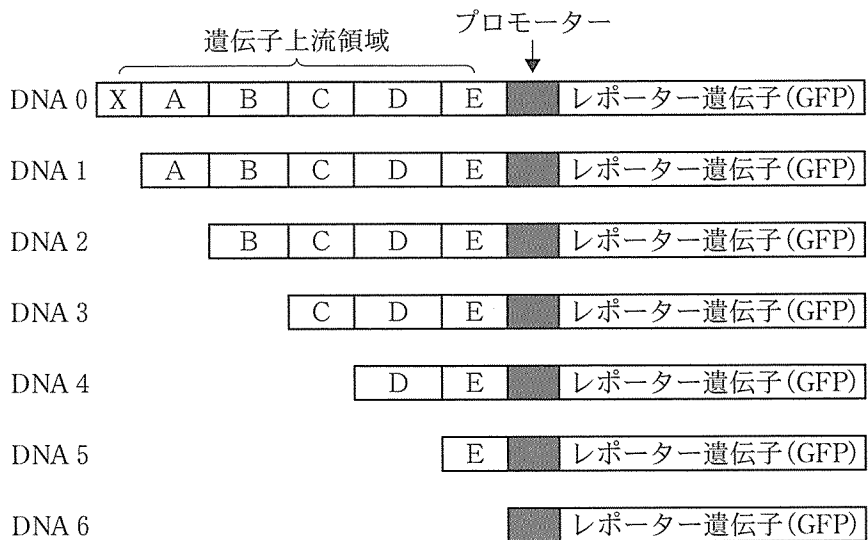 プロモーター
遺伝子上流領域
DNA 0 X A B C D E レポーター遺伝子(GFP)
DNA 1 A B C D E レポーター遺伝子(GFP)
DNA 2 B C D E レポーター遺伝子(GFP)
DNA 3 C D E レポーター遺伝子(GFP)
DNA 4 D E レポーター遺伝子(GFP)
DNA 5 E レポーター遺伝子(GFP)
DNA 6 レポーター遺伝子(GFP)